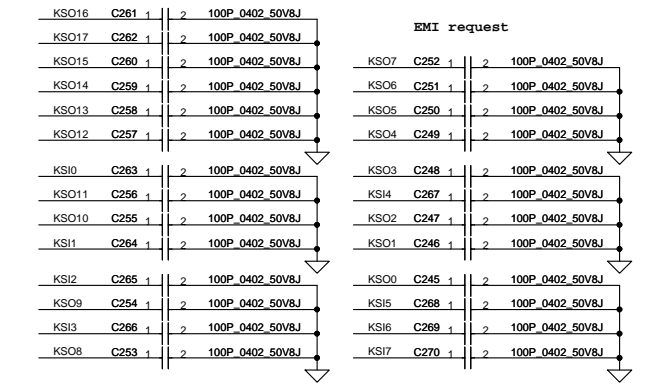 KSO16 C261 1 2 100P_0402_50V8J
KSO17 C262 1 2 100P_0402_50V8J
KSO15 C260 1 2 100P_0402_50V8J
KSO14 C259 1 2 100P_0402_50V8J
KSO13 C258 1 2 100P_0402_50V8J
KSO12 C257 1 2 100P_0402_50V8J
KSI0 C263 1 2 100P_0402_50V8J
KSO11 C256 1 2 100P_0402_50V8J
KSO10 C255 1 2 100P_0402_50V8J
KSI1 C264 1 2 100P_0402_50V8J
KSI2 C265 1 2 100P_0402_50V8J
KSO9 C254 1 2 100P_0402_50V8J
KSI3 C266 1 2 100P_0402_50V8J
KSO8 C253 1 2 100P_0402_50V8J
EMI request
KSO7 C252 1 2 100P_0402_50V8J
KSO6 C251 1 2 100P_0402_50V8J
KSO5 C250 1 2 100P_0402_50V8J
KSO4 C249 1 2 100P_0402_50V8J
KSO3 C248 1 2 100P_0402_50V8J
KSI4 C267 1 2 100P_0402_50V8J
KSO2 C247 1 2 100P_0402_50V8J
KSO1 C246 1 2 100P_0402_50V8J
KSO0 C245 1 2 100P_0402_50V8J
KSI5 C268 1 2 100P_0402_50V8J
KSI6 C269 1 2 100P_0402_50V8J
KSI7 C270 1 2 100P_0402_50V8J